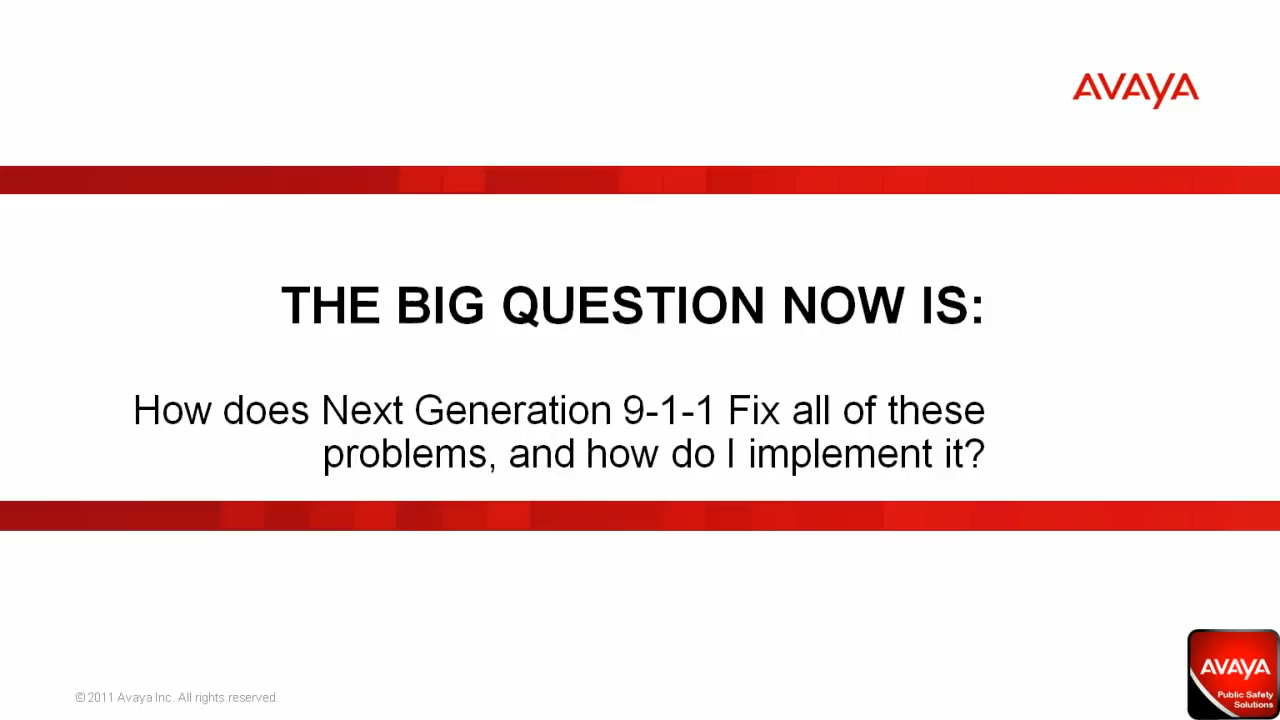 AVAYA
THE BIG QUESTION NOW IS:
How does Next Generation 9-1-1 Fix all of these
problems, and how do I implement it?
© 2011 Avaya Inc. All rights reserved.
AVAYA
Public Safety
Solutions